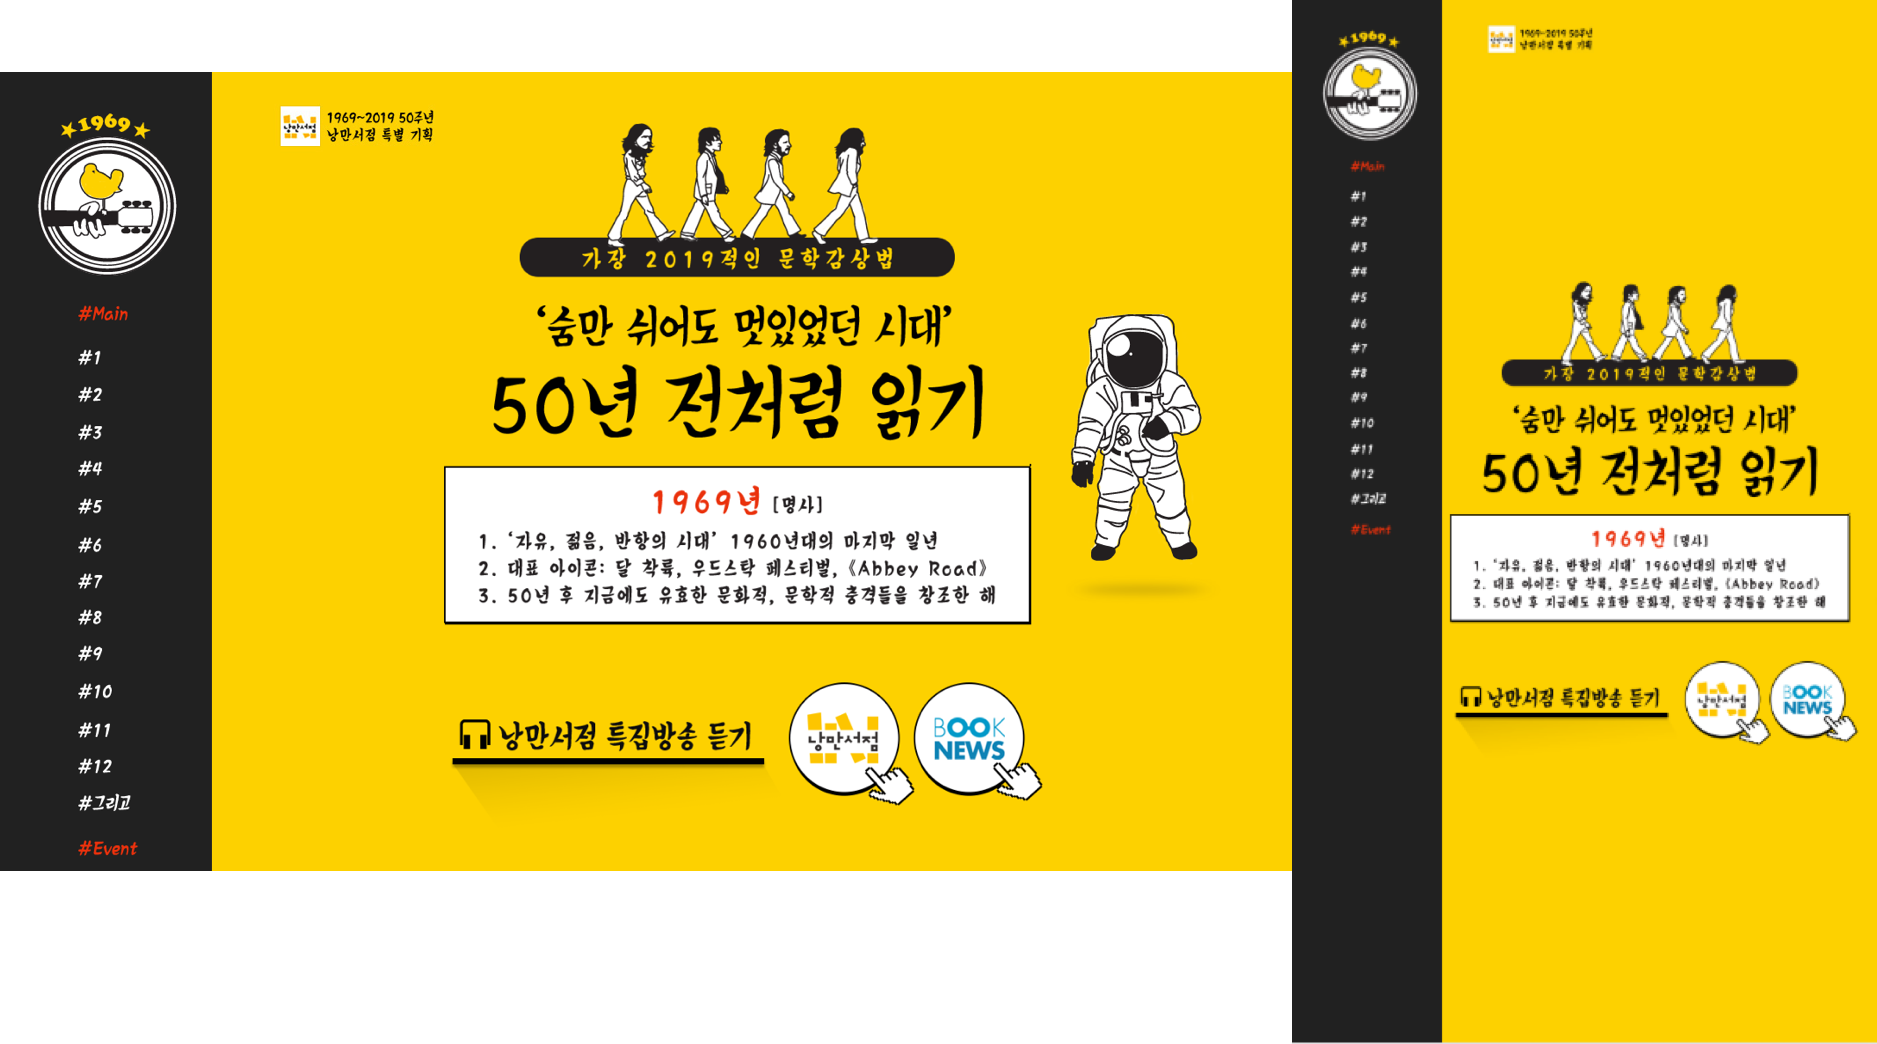 1969
#Main
#1
#2
#3
#4
#5
#6
#7
#8
#9
#10
#11
#12
#그리고
#Event
낭만서점
1969~2019 50주년
낭만서점 특별 기획
가장 2019적인 문학감상법
‘숨만 쉬어도 멋있었던 시대’
50년 전처럼 읽기
1969년 [명사]
1. ‘자유, 젊음, 반항의 시대’ 1960년대의 마지막 일년
2. 대표 아이콘: 달 착륙, 우드스탁 페스티벌, 《Abbey Road》
3. 50년 후 지금에도 유효한 문화적, 문학적 충격들을 창조한 해
낭만서점 특집방송 듣기
낭만서점
BOOK
NEWS
1969
#Main
#1
#2
#3
#4
#5
#6
#7
#8
#9
#10
#11
#12
#그리고
#Event
낭만서점
1969~2019 50주년
낭만서점 특별 기획
가장 2019적인 문학감상법
‘숨만 쉬어도 멋있었던 시대’
50년 전처럼 읽기
1969년 [명사]
1. ‘자유, 젊음, 반항의 시대’ 1960년대의 마지막 일년
2. 대표 아이콘: 달 착륙, 우드스탁 페스티벌, 《Abbey Road》
3. 50년 후 지금에도 유효한 문화적, 문학적 충격들을 창조한 해
낭만서점 특집방송 듣기
낭만서점
BOOK
NEWS